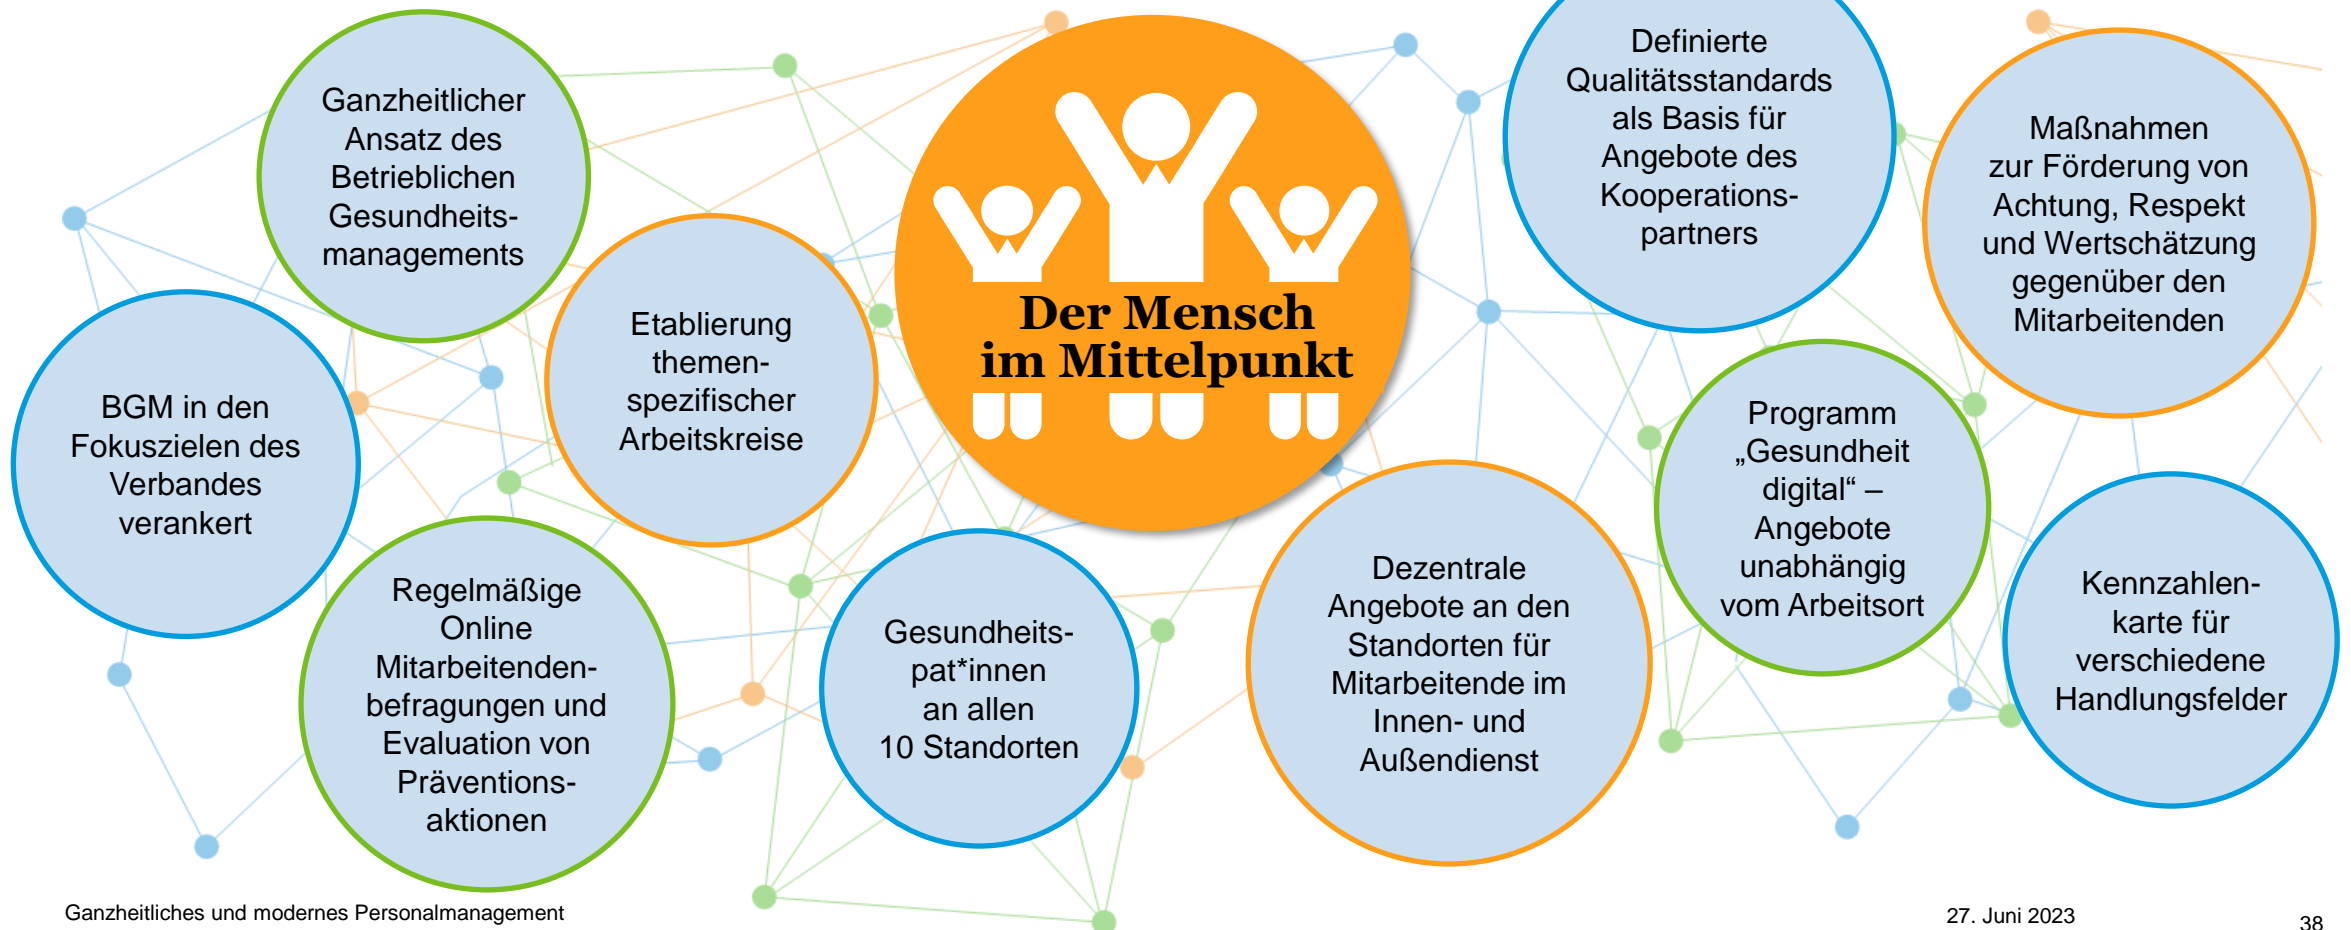 Ganzheitlicher
Ansatz des
Betrieblichen
Gesundheits-
managements
BGM in den
Fokuszielen des
Verbandes
verankert
Etablierung
themen-
spezifischer
Arbeitskreise
Regelmäßige
Online
Mitarbeitenden-
befragungen und
Evaluation von
Präventions-
aktionen
Der Mensch
im Mittelpunkt
Gesundheits-
pat*innen
an allen
10 Standorten
Definierte
Qualitätsstandards
als Basis für
Angebote des
Kooperations-
partners
Dezentrale
Angebote an den
Standorten für
Mitarbeitende im
Innen- und
Außendienst
Maßnahmen
zur Förderung von
Achtung, Respekt
und Wertschätzung
gegenüber den
Mitarbeitenden
Programm
„Gesundheit
digital“ –
Angebote
unabhängig
vom Arbeitsort
Kennzahlen-
karte für
verschiedene
Handlungsfelder
Ganzheitliches und modernes Personalmanagement
27. Juni 2023
38